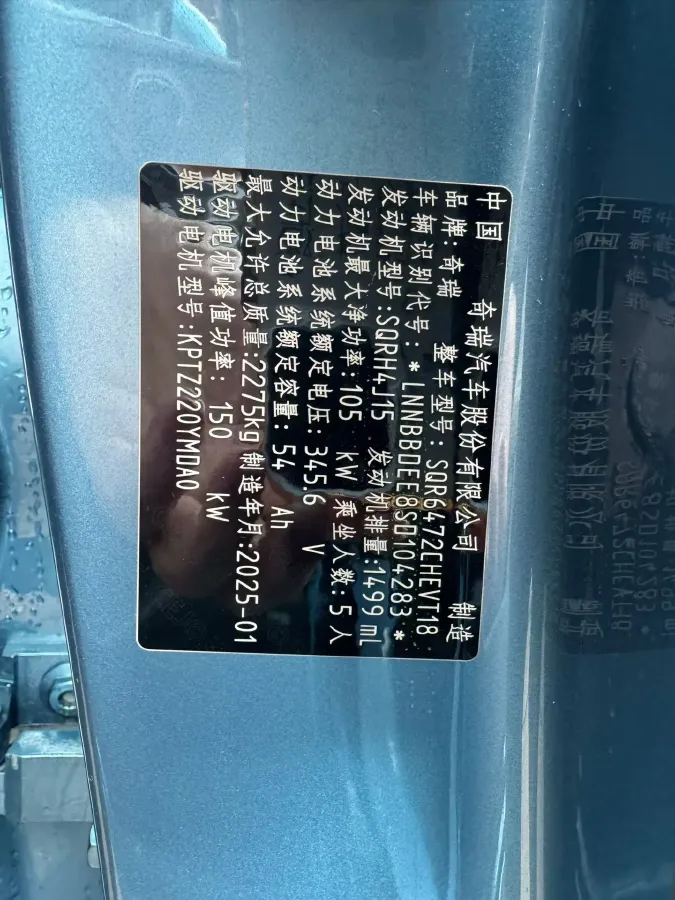 中国 奇瑞汽车股份有限公司 制造
品牌:奇瑞 整车型号:SQR6472CHEVT18
车辆识别代号: *LNNBBDEE8SD104283*
发动机型号:SQRH4J15 发动机排量:1499 mL
发动机最大净功率:105 kW 乘坐人数:5人
动力电池系统额定电压:345.6 V
动力电池系统额定容量:54 Ah
最大允许总质量:2275kg 制造年月:2025-01
驱动电机峰值功率: 150 kW
驱动电机型号:KPTZ220YMDA0